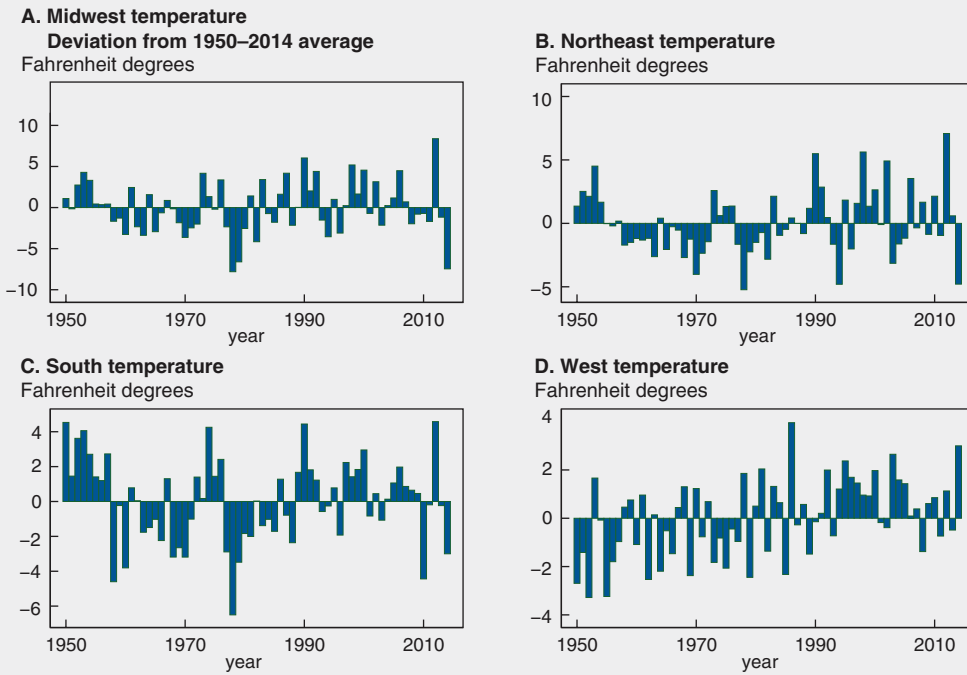 A. Midwest temperature
Deviation from 1950–2014 average
Fahrenheit degrees
10
5
0
−5
−10
1950 1970 1990 2010
year
B. Northeast temperature
Fahrenheit degrees
10
5
0
−5
1950 1970 1990 2010
year
C. South temperature
Fahrenheit degrees
4
2
0
−2
−4
−6
1950 1970 1990 2010
year
D. West temperature
Fahrenheit degrees
4
2
0
−2
−4
1950 1970 1990 2010
year